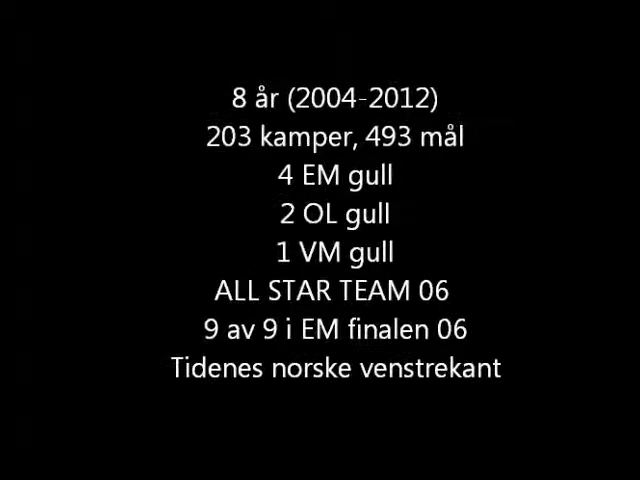 8 år (2004-2012)
203 kamper, 493 mål
4 EM gull
2 OL gull
1 VM gull
ALL STAR TEAM 06
9 av 9 i EM finalen 06
Tidenes norske venstrekant